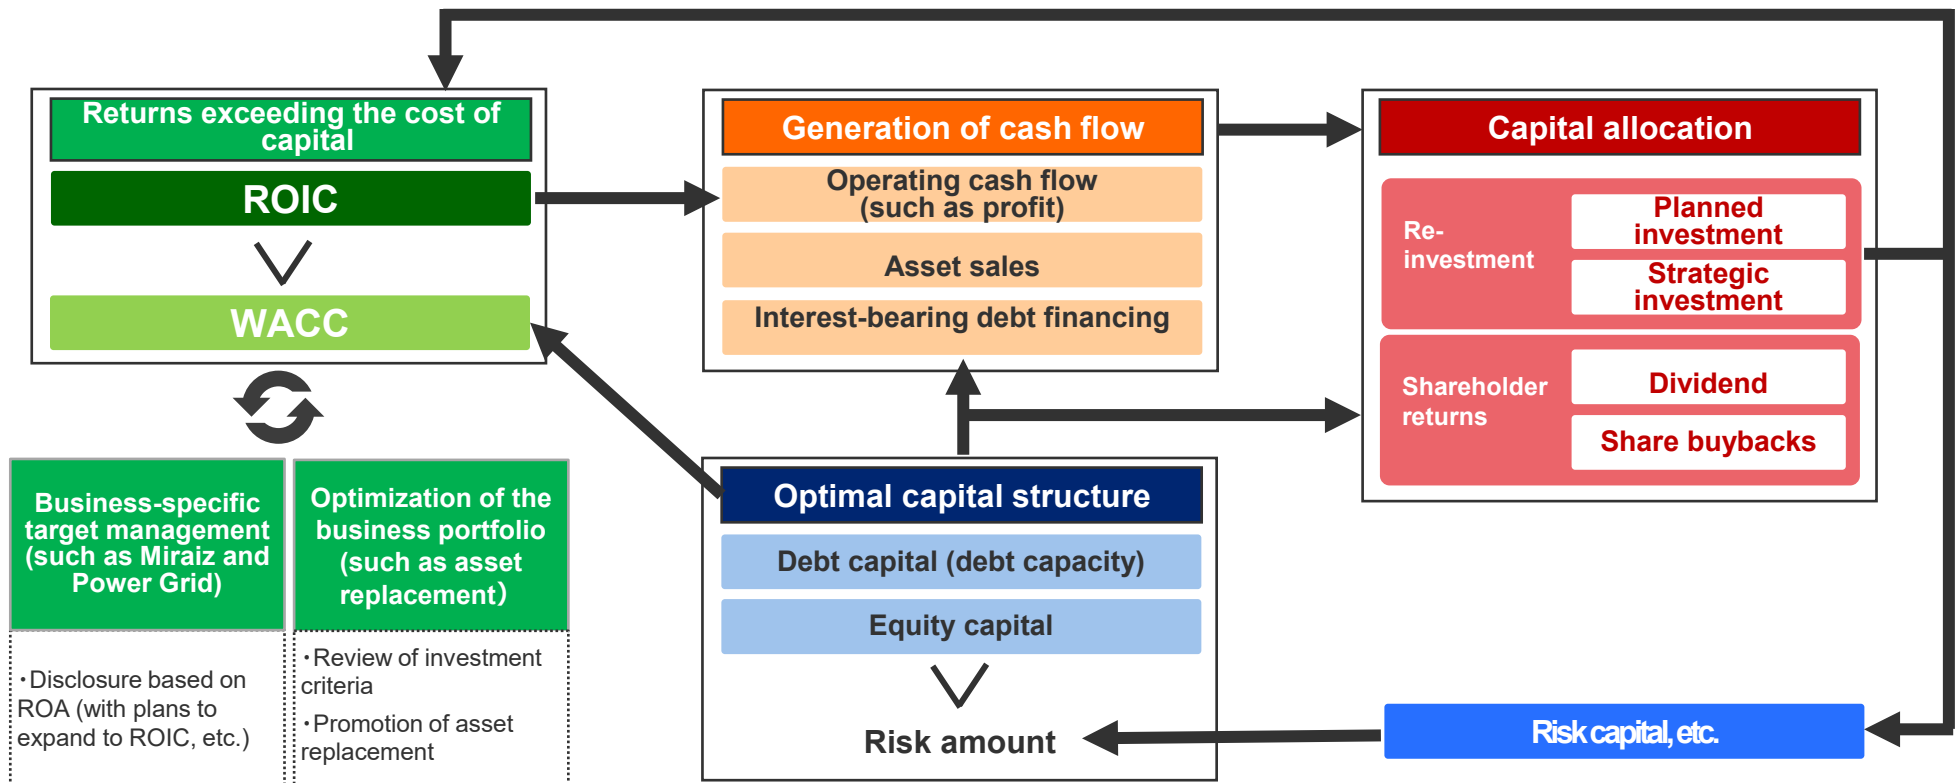 Returns exceeding the cost of
capital
ROIC
WACC
Business-specific
target management
(such as Miraiz and
Power Grid)
・Disclosure based on
ROA (with plans to
expand to ROIC, etc.)
Optimization of the
business portfolio
(such as asset
replacement）
・Review of investment
criteria
・Promotion of asset
replacement
Generation of cash flow
Operating cash flow
(such as profit)
Asset sales
Interest-bearing debt financing
Optimal capital structure
Debt capital (debt capacity)
Equity capital
Risk amount
Capital allocation
Re-
investment
Planned
investment
Strategic
investment
Shareholder
returns
Dividend
Share buybacks
Risk capital, etc.